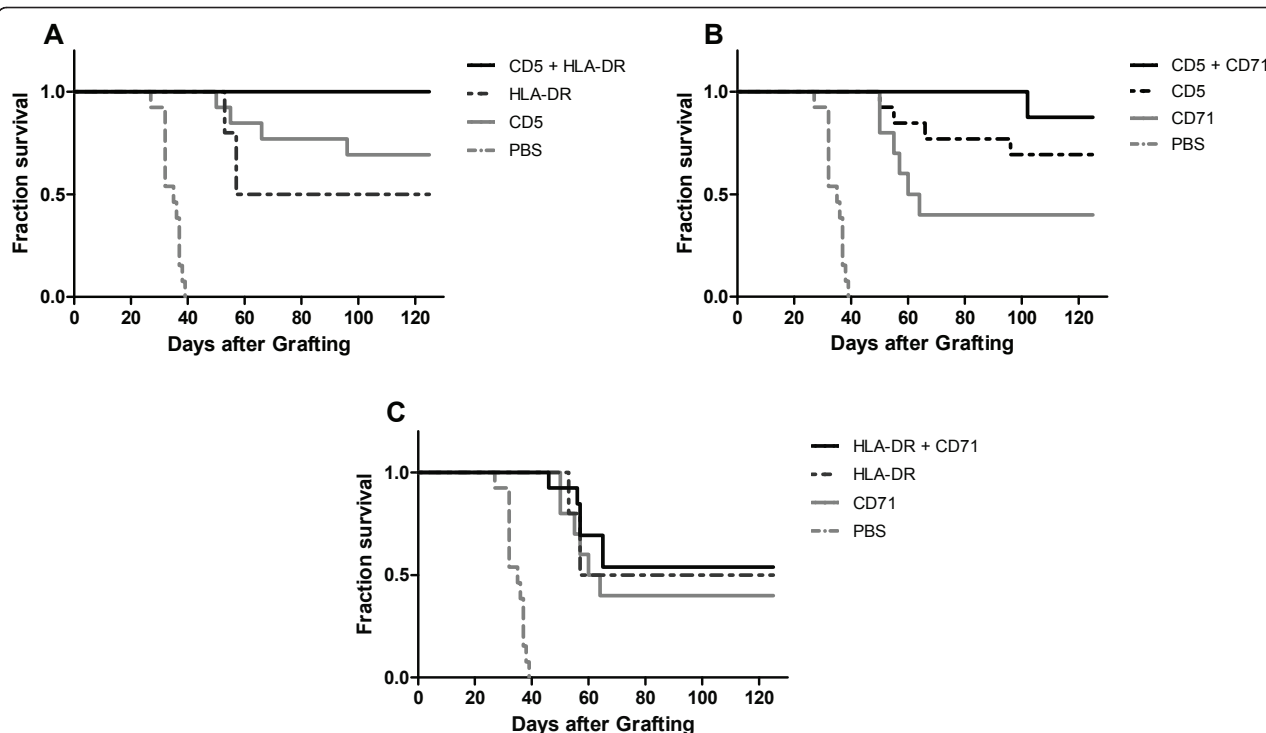 A
CD5 + HLA-DR
HLA-DR
CD5
PBS
Fraction survival
1.0
0.5
0.0
0 20 40 60 80 100 120
Days after Grafting
B
CD5 + CD71
CD5
CD71
PBS
Fraction survival
1.0
0.5
0.0
0 20 40 60 80 100 120
Days after Grafting
C
HLA-DR + CD71
HLA-DR
CD71
PBS
Fraction survival
1.0
0.5
0.0
0 20 40 60 80 100 120
Days after Grafting